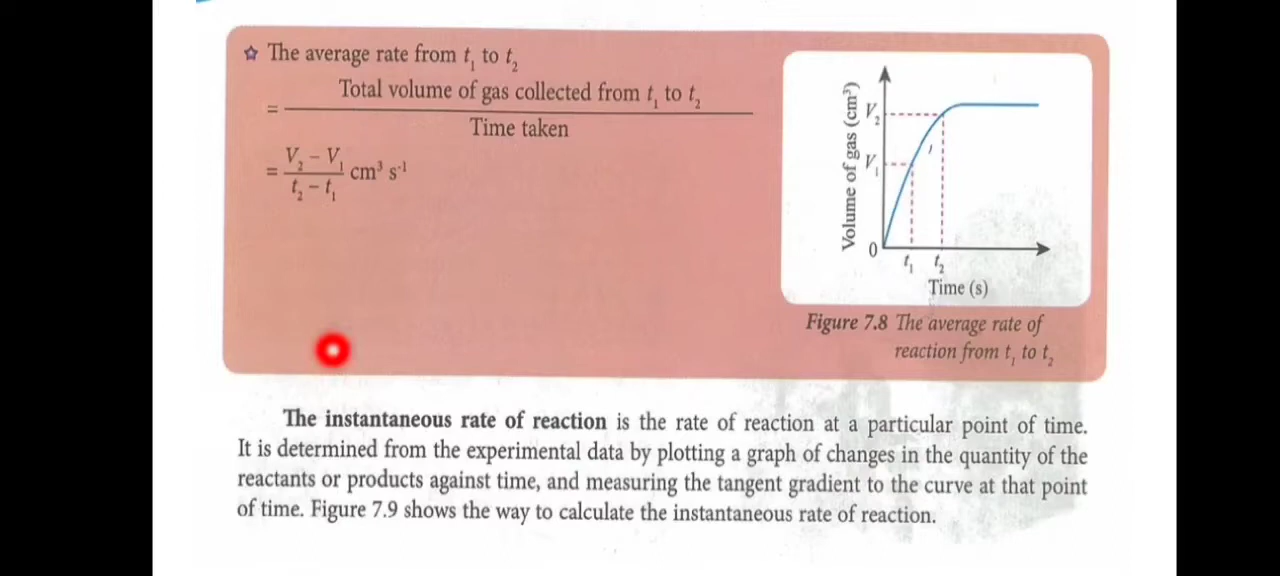 ☆ The average rate from t₁ to t₂
= Total volume of gas collected from t₁ to t₂
Time taken
= V₂ − V₁ / t₂ − t₁ cm³ s⁻¹
Volume of gas (cm³)
V₂
V₁
0
t₁ t₂
Time (s)
Figure 7.8 The average rate of
reaction from t₁ to t₂
The instantaneous rate of reaction is the rate of reaction at a particular point of time.
It is determined from the experimental data by plotting a graph of changes in the quantity of the
reactants or products against time, and measuring the tangent gradient to the curve at that point
of time. Figure 7.9 shows the way to calculate the instantaneous rate of reaction.